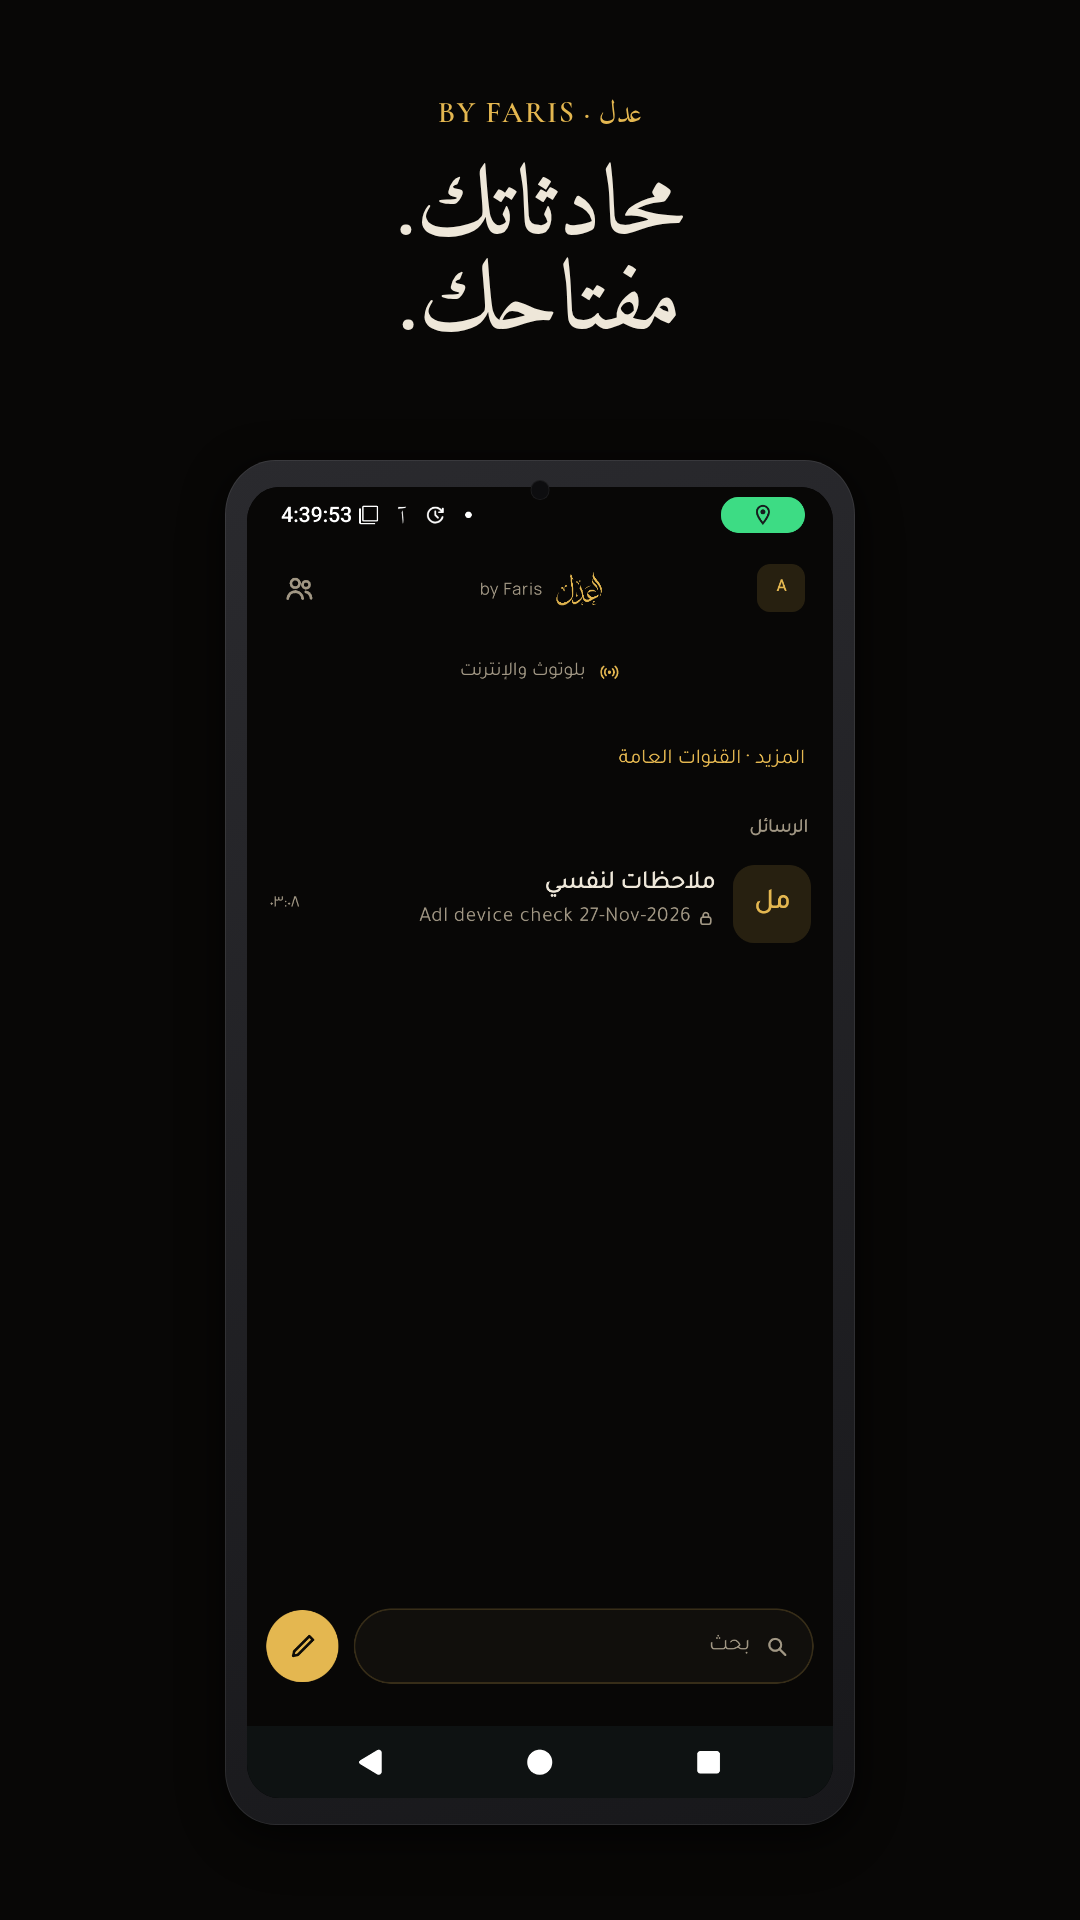 BY FARIS · عدل
محادثاتك.
مفتاحك.
4:39:53
by Faris العدل
A
بلوتوث والإنترنت
المزيد · القنوات العامة
الرسائل
مل
ملاحظات لنفسي
Adl device check 27-Nov-2026
٠٣:٠٨
بحث